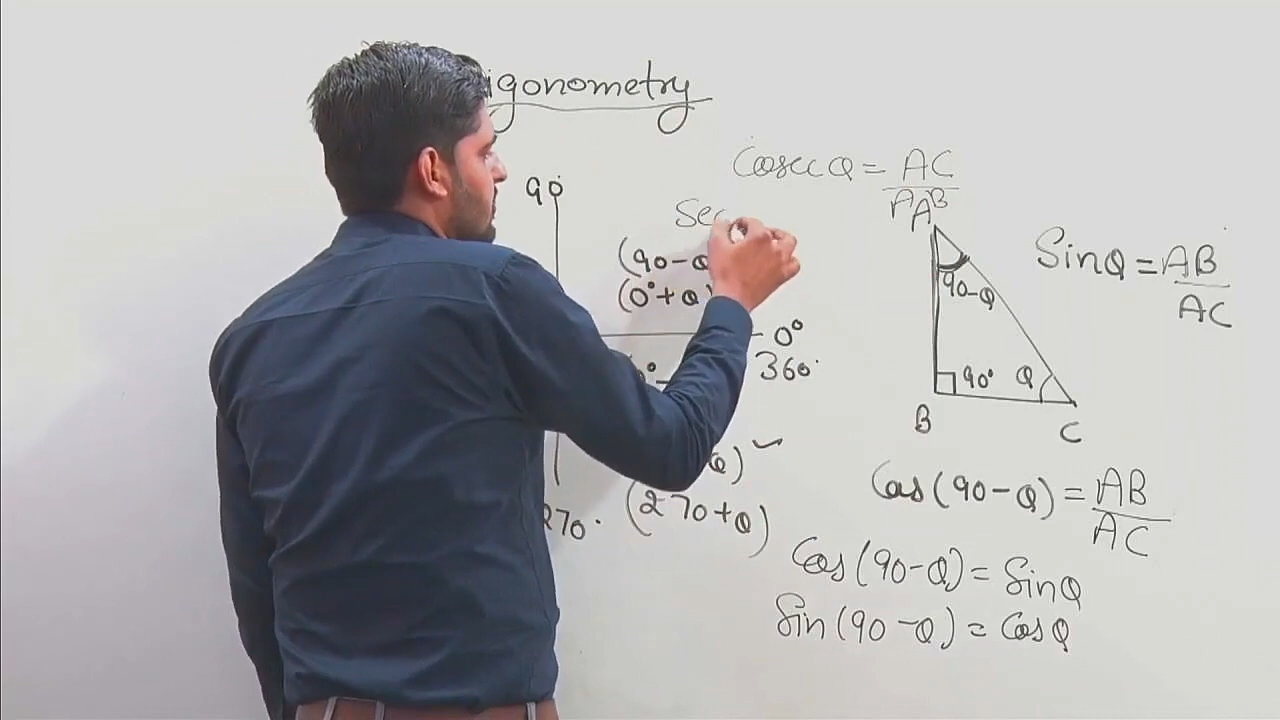 igonometry
Cosec Q = AC
AB
90
Sec
(90-Q
(0°+Q)
0°
360°
A
90-Q
90° Q
B
C
Sin Q = AB
AC
Q)
(270+Q)
270°
Cos (90-Q) = AB
AC
Cos (90-Q) = Sin Q
Sin (90-Q) = Cos Q